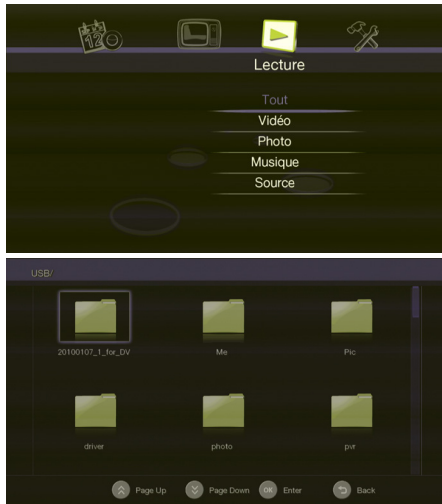 120
Lecture
Tout
Vidéo
Photo
Musique
Source
USB/
20100107_1_for_DV Me Pic
driver photo pvr
Page Up Page Down OK Enter Back